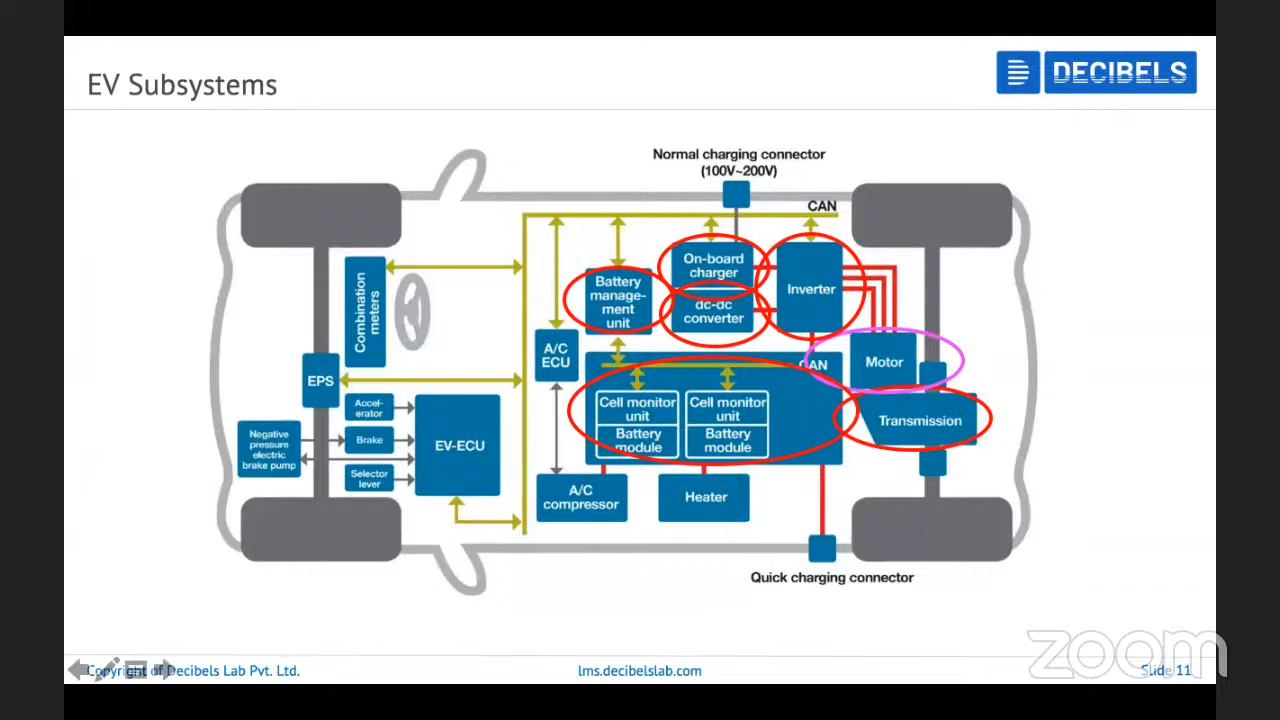 EV Subsystems
DECIBELS
Normal charging connector
(100V~200V)
CAN
On-board
charger
Battery
manage-
ment
unit
dc-dc
converter
Inverter
Combination
meters
A/C
ECU
CAN
Motor
EPS
Cell monitor
unit
Battery
module
Cell monitor
unit
Battery
module
Transmission
Accel-
erator
Brake
Selector
lever
Negative
pressure
electric
brake pump
EV-ECU
A/C
compressor
Heater
Quick charging connector
Copyright of Decibels Lab Pvt. Ltd.
lms.decibelslab.com
Slide 11
zoom